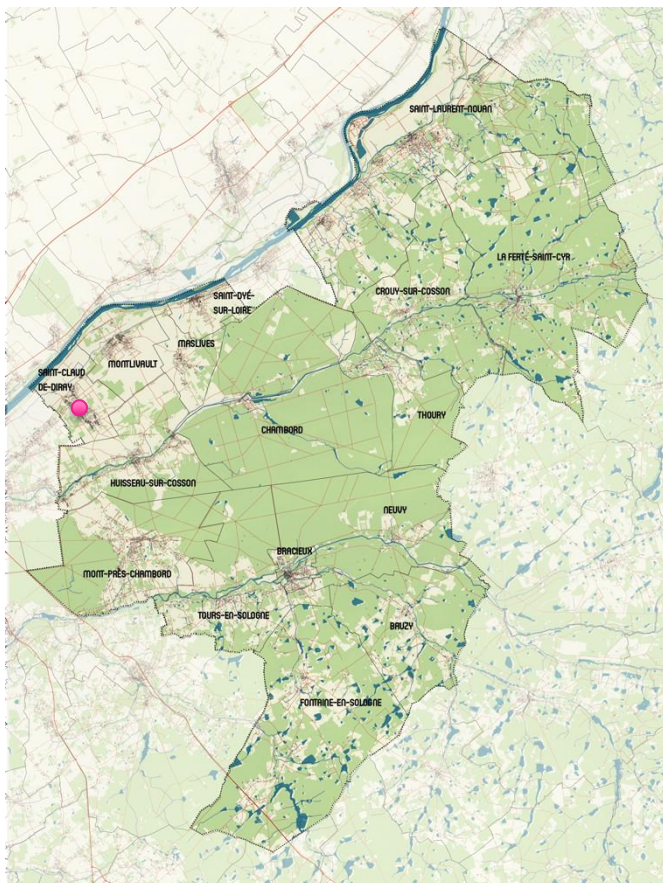 SAINT-LAURENT-NOUAN
LA FERTÉ-SAINT-CYR
CROUY-SUR-COSSON
SAINT-DYÉ-
SUR-LOIRE
MASLIVES
MONTLIVAULT
SAINT-CLAUD
DE-DIRAY
THOURY
CHAMBORD
HUISSEAU-SUR-COSSON
NEUVY
BRACIEUX
MONT-PRÈS-CHAMBORD
TOURS-EN-SOLOGNE
BAUZY
FONTAINE-EN-SOLOGNE